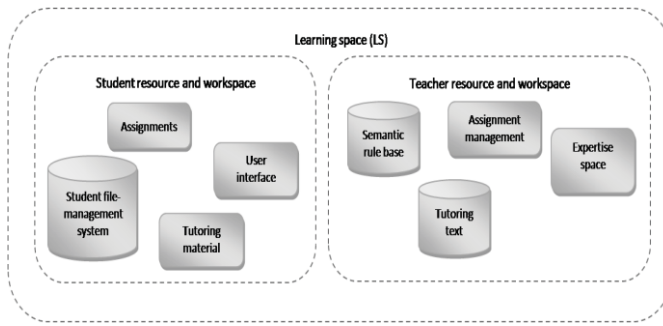 Learning space (LS)
Student resource and workspace
Assignments
User
interface
Student file-
management
system
Tutoring
material
Teacher resource and workspace
Semantic
rule base
Assignment
management
Expertise
space
Tutoring
text